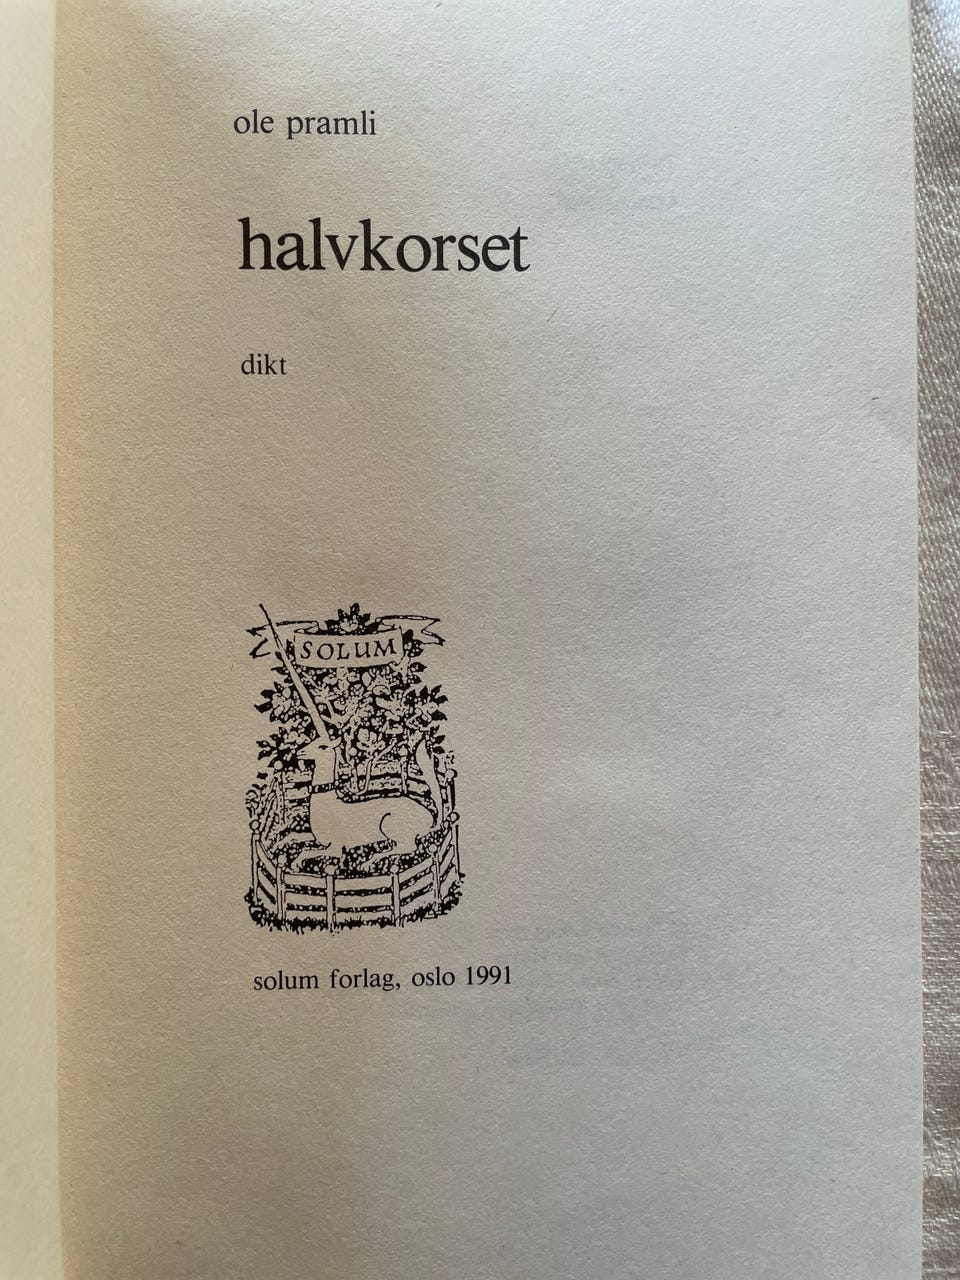 ole pramli
halvkorset
dikt
SOLUM
solum forlag, oslo 1991